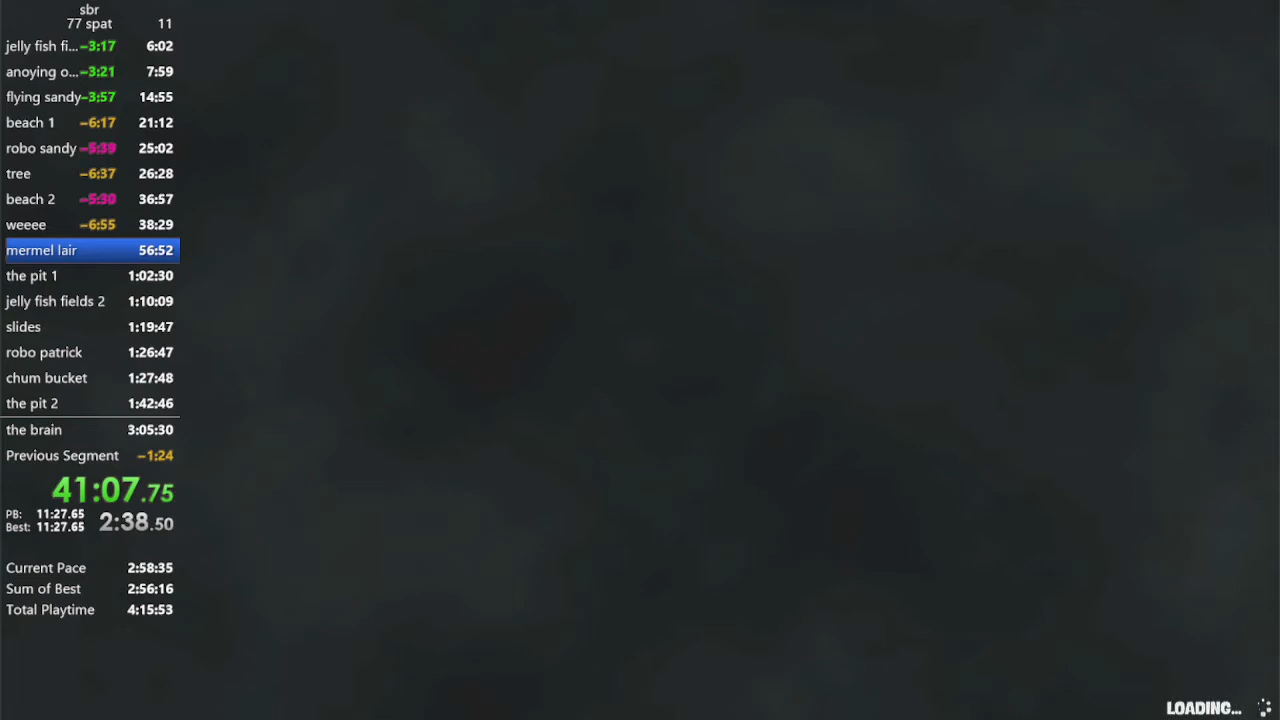 sbr
77 spat 11
jelly fish fi... −3:17 6:02
anoying o... −3:21 7:59
flying sandy −3:57 14:55
beach 1 −6:17 21:12
robo sandy −5:39 25:02
tree −6:37 26:28
beach 2 −5:30 36:57
weeee −6:55 38:29
mermel lair 56:52
the pit 1 1:02:30
jelly fish fields 2 1:10:09
slides 1:19:47
robo patrick 1:26:47
chum bucket 1:27:48
the pit 2 1:42:46
the brain 3:05:30
Previous Segment −1:24
41:07.75
PB: 11:27.65
Best: 11:27.65 2:38.50
Current Pace 2:58:35
Sum of Best 2:56:16
Total Playtime 4:15:53
LOADING...